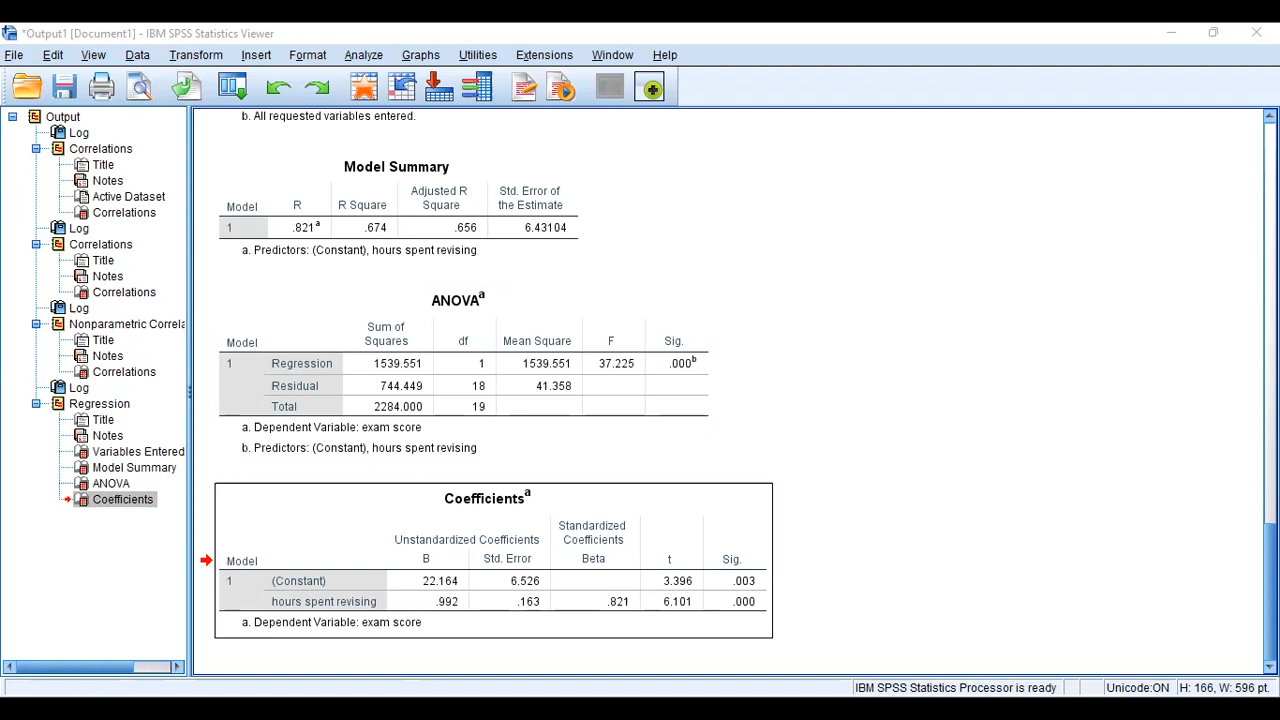 *Output1 [Document1] - IBM SPSS Statistics Viewer
File Edit View Data Transform Insert Format Analyze Graphs Utilities Extensions Window Help
Output
Log
Correlations
Title
Notes
Active Dataset
Correlations
Log
Correlations
Title
Notes
Correlations
Log
Nonparametric Correla
Title
Notes
Correlations
Log
Regression
Title
Notes
Variables Entered
Model Summary
ANOVA
Coefficients
b. All requested variables entered.
Model Summary
Model R R Square Adjusted R Square Std. Error of the Estimate
1 .821a .674 .656 6.43104
a. Predictors: (Constant), hours spent revising
ANOVAa
Model Sum of Squares df Mean Square F Sig.
1 Regression 1539.551 1 1539.551 37.225 .000b
Residual 744.449 18 41.358
Total 2284.000 19
a. Dependent Variable: exam score
b. Predictors: (Constant), hours spent revising
Coefficientsa
Unstandardized Coefficients Standardized Coefficients
Model B Std. Error Beta t Sig.
1 (Constant) 22.164 6.526 3.396 .003
hours spent revising .992 .163 .821 6.101 .000
a. Dependent Variable: exam score
IBM SPSS Statistics Processor is ready Unicode:ON H: 166, W: 596 pt.